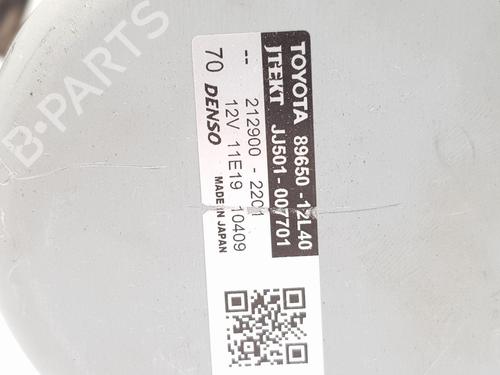 TOYOTA 89650-12L40
JTEKT JJ501-007701
-- 212900-2201
12V 11E19 10409
70 DENSO MADE IN JAPAN
B-PARTS